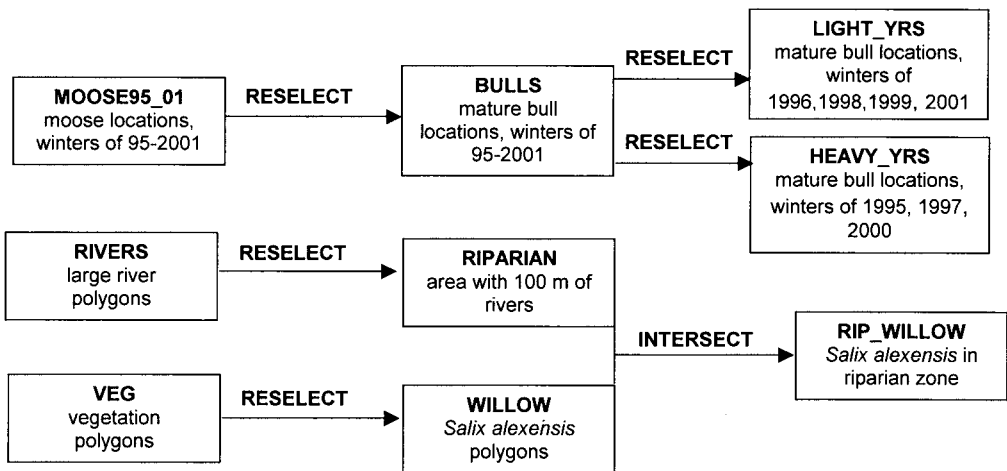 MOOSE95_01
moose locations,
winters of 95-2001
RESELECT
BULLS
mature bull
locations, winters of
95-2001
RESELECT
LIGHT_YRS
mature bull locations,
winters of
1996,1998,1999, 2001
RESELECT
HEAVY_YRS
mature bull locations,
winters of 1995, 1997,
2000
RIVERS
large river
polygons
RESELECT
RIPARIAN
area with 100 m of
rivers
VEG
vegetation
polygons
RESELECT
WILLOW
Salix alexensis
polygons
INTERSECT
RIP_WILLOW
Salix alexensis in
riparian zone